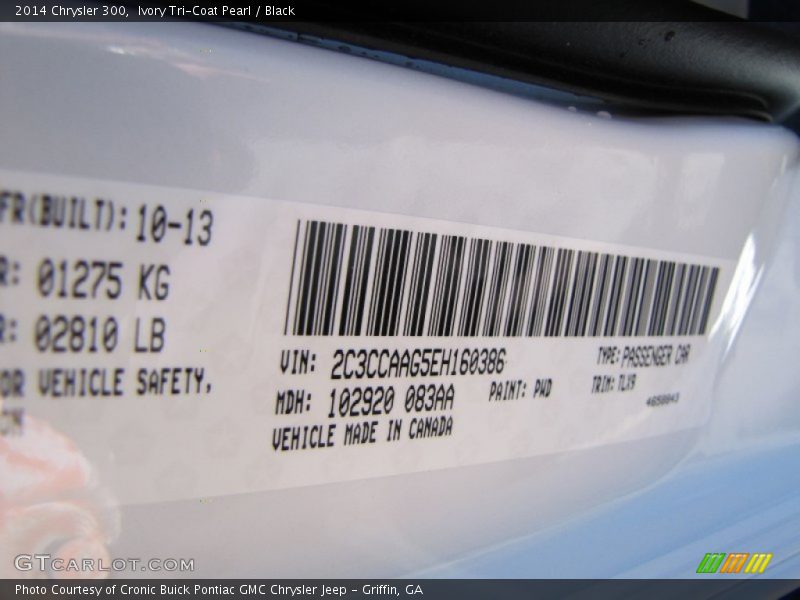 2014 Chrysler 300, Ivory Tri-Coat Pearl / Black
FR(BUILT): 10-13
R: 01275 KG
R: 02810 LB
OR VEHICLE SAFETY,
VIN: 2C3CCAAG5EH160386
TYPE: PASSENGER CAR
MDH: 102920 083AA
PAINT: PWD
TRIM: TLX9
VEHICLE MADE IN CANADA
GTCARLOT.COM
Photo Courtesy of Cronic Buick Pontiac GMC Chrysler Jeep - Griffin, GA